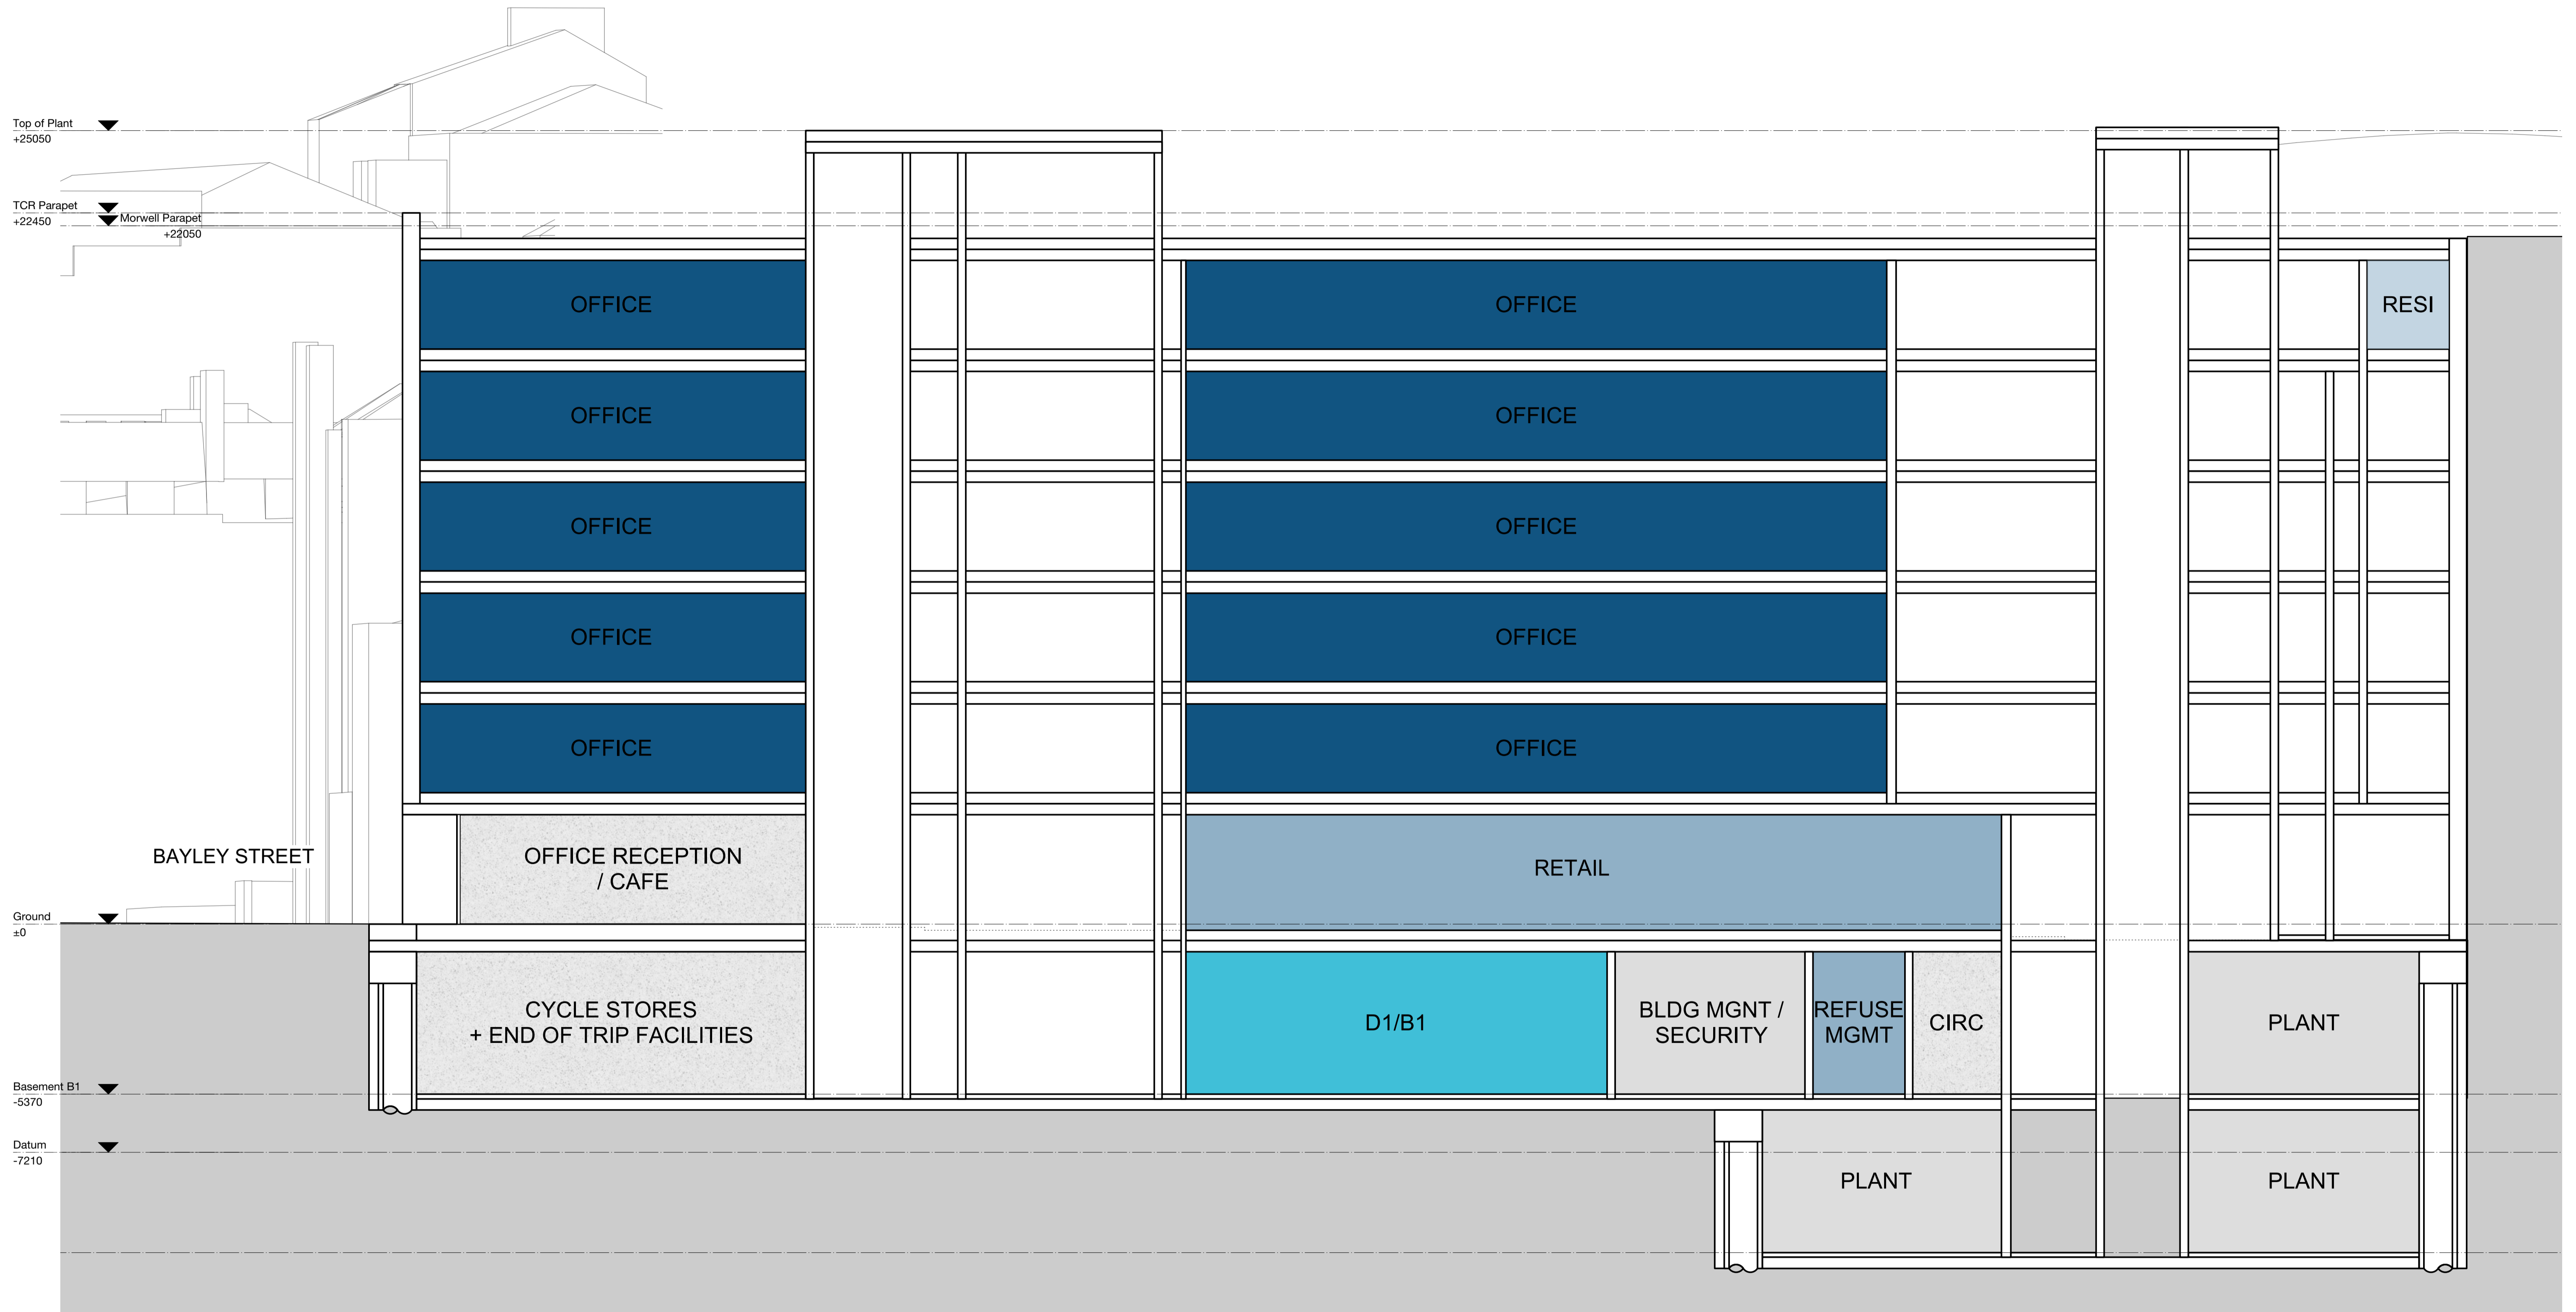 Top of Plant
+25050
TCR Parapet
+22450
Morwell Parapet
+22050
OFFICE
OFFICE
RESI
OFFICE
OFFICE
OFFICE
OFFICE
OFFICE
OFFICE
OFFICE
OFFICE
BAYLEY STREET
OFFICE RECEPTION
/ CAFE
RETAIL
Ground
±0
CYCLE STORES
+ END OF TRIP FACILITIES
D1/B1
BLDG MGNT /
SECURITY
REFUSE
MGMT
CIRC
PLANT
Basement B1
-5370
Datum
-7210
PLANT
PLANT